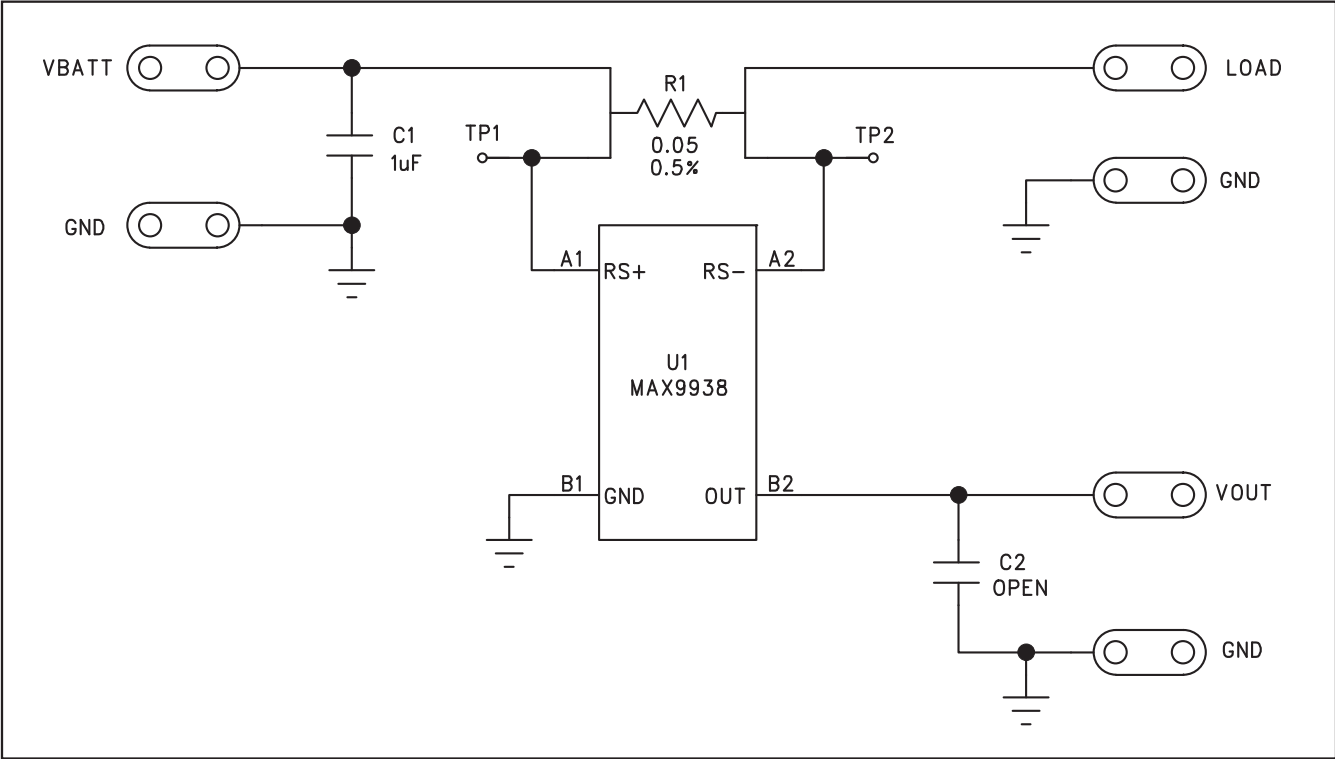 VBATT
LOAD
R1
C1
1uF
TP1
0.05
0.5%
TP2
GND
GND
A1
RS+
RS-
A2
U1
MAX9938
B1
GND
OUT
B2
VOUT
C2
OPEN
GND